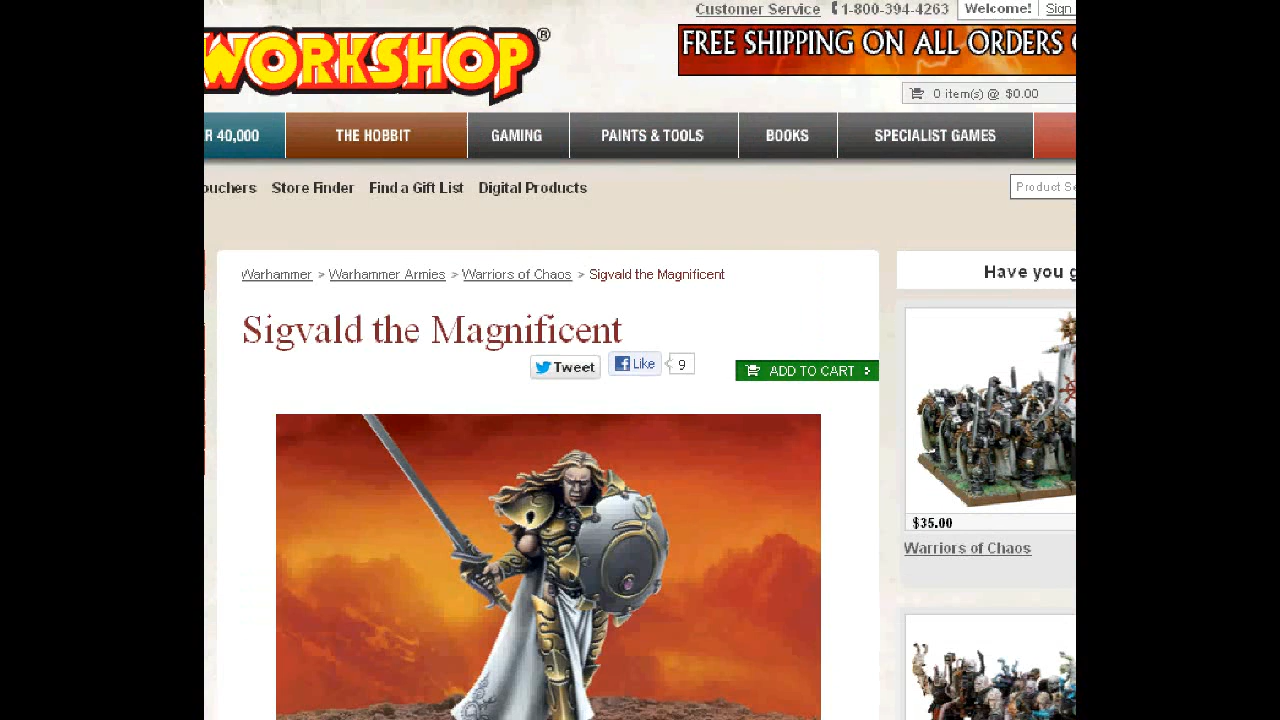 Customer Service 1-800-394-4263 Welcome! Sign
WORKSHOP®
FREE SHIPPING ON ALL ORDERS
0 item(s) @ $0.00
R 40,000 THE HOBBIT GAMING PAINTS & TOOLS BOOKS SPECIALIST GAMES
ouchers Store Finder Find a Gift List Digital Products
Product Se
Warhammer > Warhammer Armies > Warriors of Chaos > Sigvald the Magnificent
Have you g
Sigvald the Magnificent
Tweet Like 9
ADD TO CART >
$35.00
Warriors of Chaos